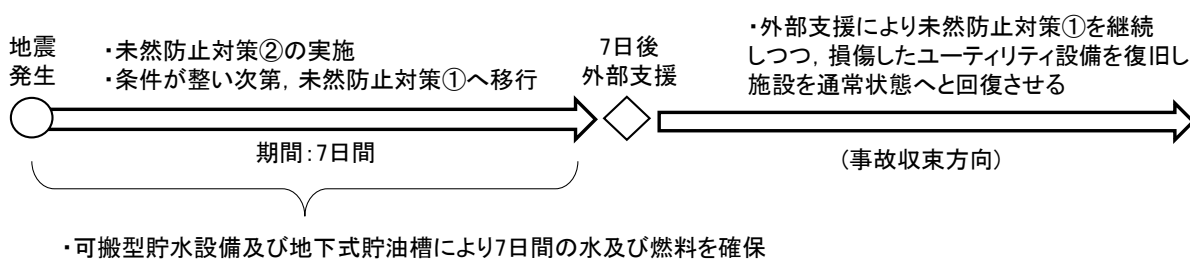 地震
発生
・未然防止対策②の実施
・条件が整い次第, 未然防止対策①へ移行
7日後
外部支援
・外部支援により未然防止対策①を継続
しつつ, 損傷したユーティリティ設備を復旧し
施設を通常状態へと回復させる
期間:7日間
(事故収束方向)
・可搬型貯水設備及び地下式貯油槽により7日間の水及び燃料を確保